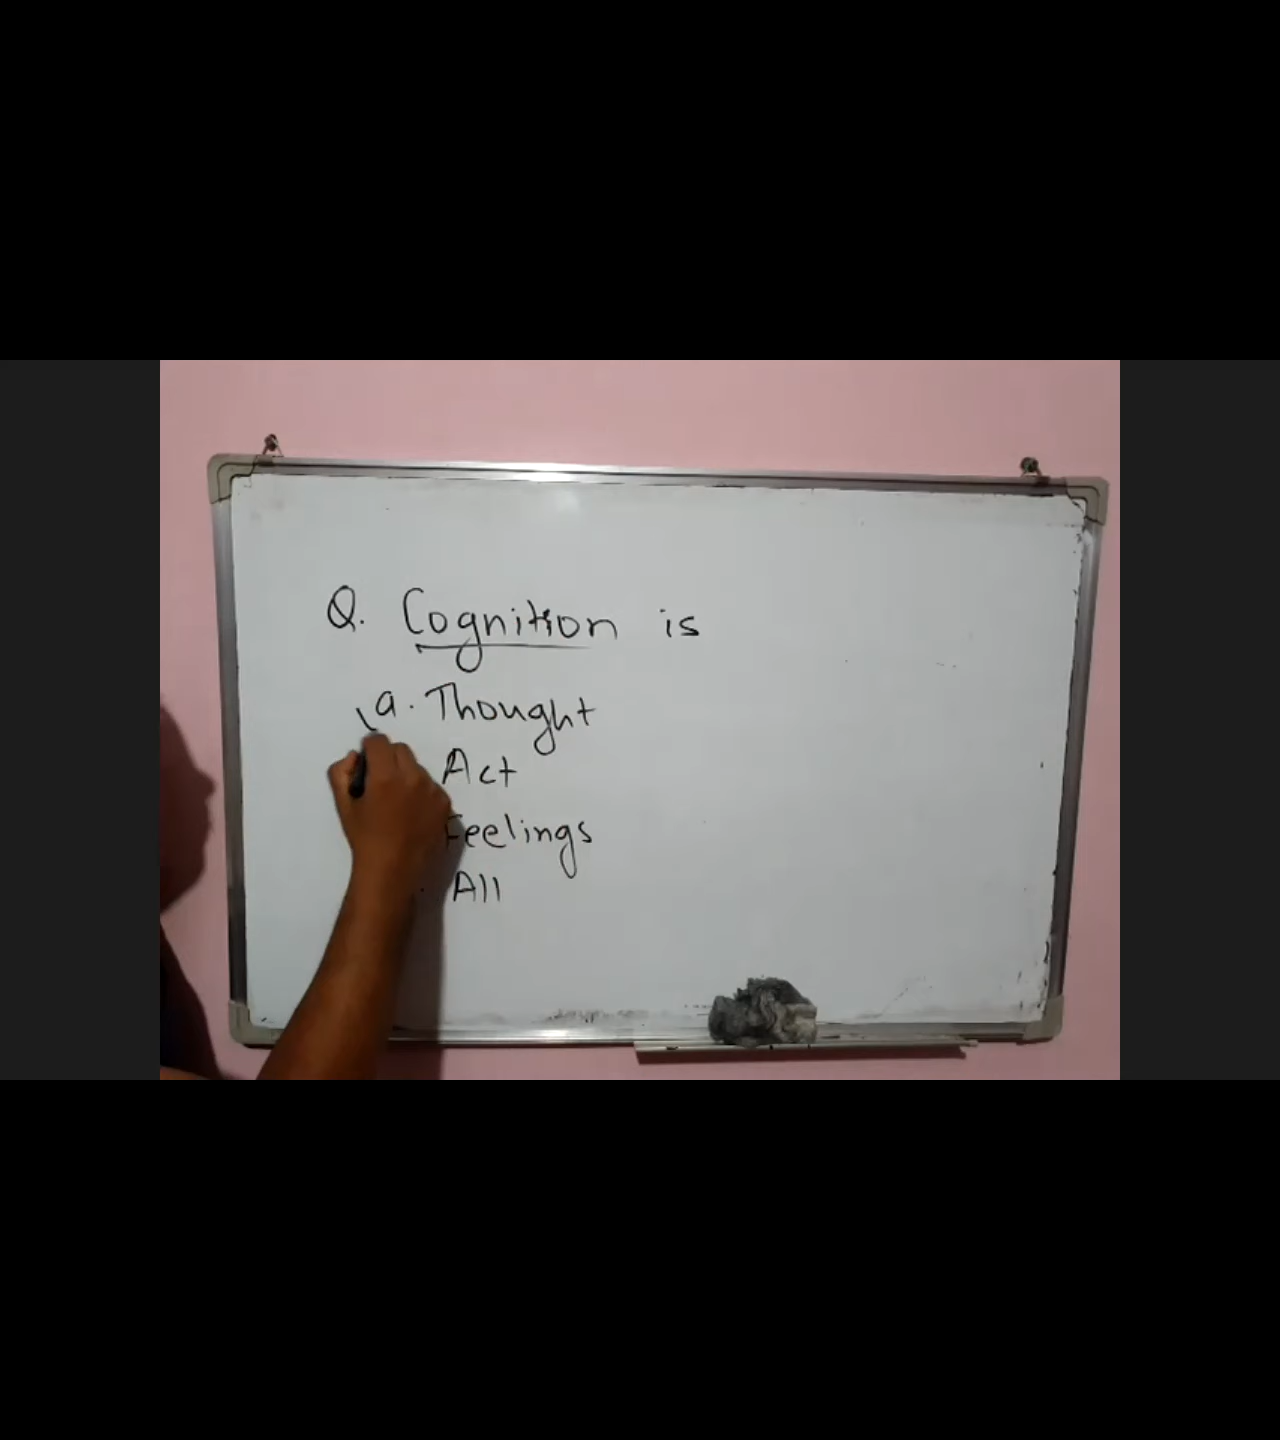 Q. Cognition is
a. Thought
Act
Feelings
. All